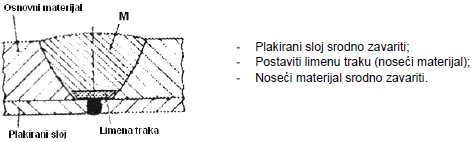 Osnovni materijal
M
Plakirani sloj
Limena traka
- Plakirani sloj srodno zavariti;
- Postaviti limenu traku (noseći materijal);
- Noseći materijal srodno zavariti.